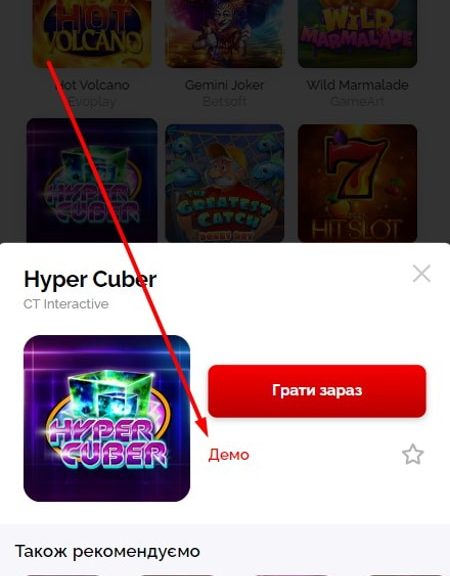 HOT
VOLCANO
WILD
MARMALADE
Hot Volcano
Gemini Joker
Wild Marmalade
Evoplay
Betsoft
GameArt
HYPER
CUBER
THE
GREATEST
CATCH
BONUS BUY
7
HIT SLOT
Hyper Cuber
CT Interactive
HYPER
CUBER
Грати зараз
Демо
Також рекомендуємо